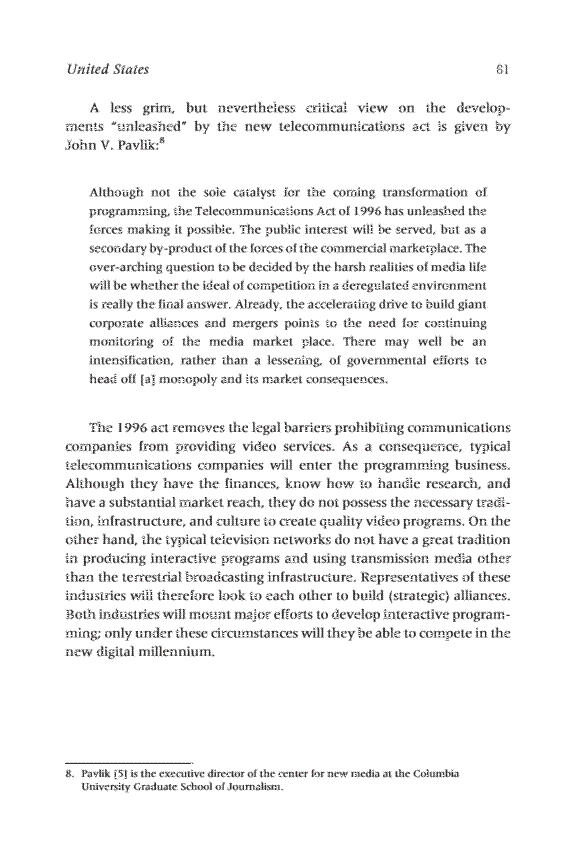 United States 61
A less grim, but nevertheless critical view on the develop-
ments "unleashed" by the new telecommunications act is given by
John V. Pavlik:8
Although not the sole catalyst for the coming transformation of
programming, the Telecommunications Act of 1996 has unleashed the
forces making it possible. The public interest will be served, but as a
secondary by-product of the forces of the commercial marketplace. The
over-arching question to be decided by the harsh realities of media life
will be whether the ideal of competition in a deregulated environment
is really the final answer. Already, the accelerating drive to build giant
corporate alliances and mergers points to the need for continuing
monitoring of the media market place. There may well be an
intensification, rather than a lessening, of governmental efforts to
head off [a] monopoly and its market consequences.
The 1996 act removes the legal barriers prohibiting communications
companies from providing video services. As a consequence, typical
telecommunications companies will enter the programming business.
Although they have the finances, know how to handle research, and
have a substantial market reach, they do not possess the necessary tradi-
tion, infrastructure, and culture to create quality video programs. On the
other hand, the typical television networks do not have a great tradition
in producing interactive programs and using transmission media other
than the terrestrial broadcasting infrastructure. Representatives of these
industries will therefore look to each other to build (strategic) alliances.
Both industries will mount major efforts to develop interactive program-
ming; only under these circumstances will they be able to compete in the
new digital millennium.
8. Pavlik [5] is the executive director of the center for new media at the Columbia
University Graduate School of Journalism.